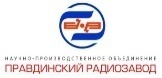 НАУЧНО-ПРОИЗВОДСТВЕННОЕ ОБЪЕДИНЕНИЕ
ПРАВДИНСКИЙ РАДИОЗАВОД